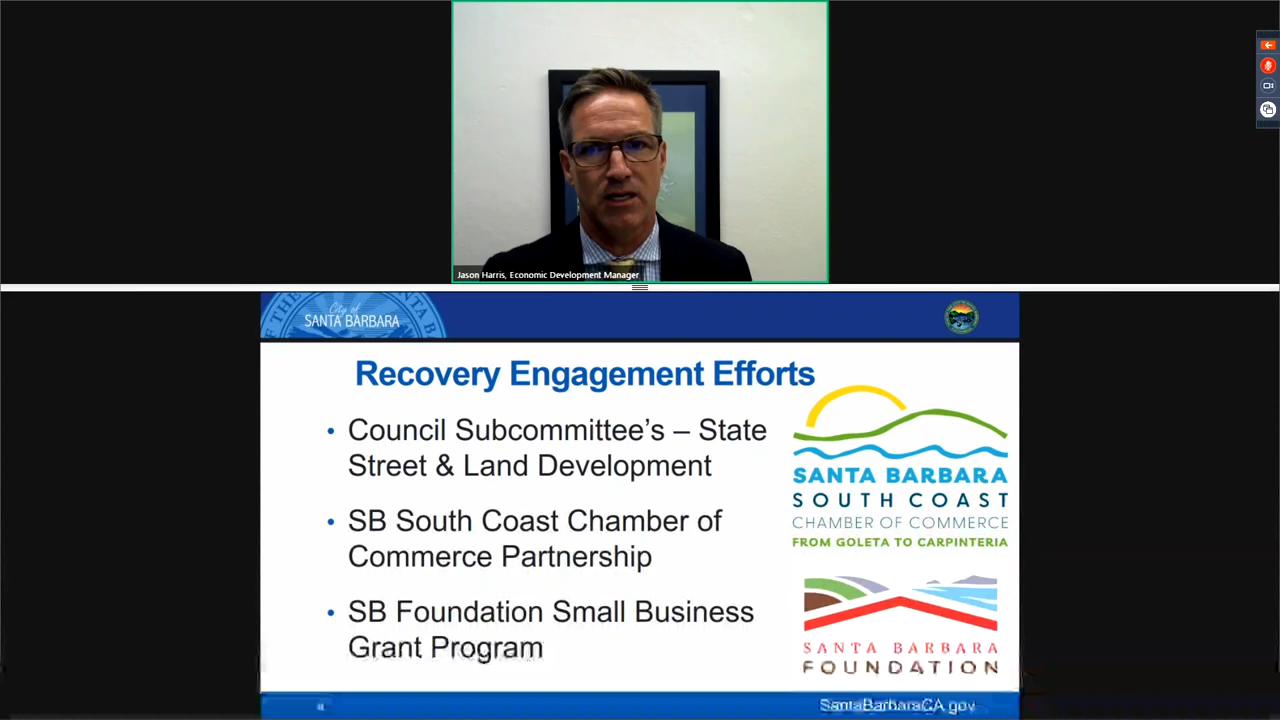 Jason Harris, Economic Development Manager
City of
SANTA BARBARA
Recovery Engagement Efforts
• Council Subcommittee's – State
Street & Land Development
• SB South Coast Chamber of
Commerce Partnership
• SB Foundation Small Business
Grant Program
SANTA BARBARA
SOUTH COAST
CHAMBER OF COMMERCE
FROM GOLETA TO CARPINTERIA
SANTA BARBARA
FOUNDATION
SantaBarbaraCA.gov